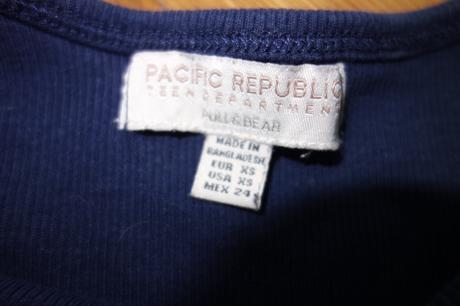 PACIFIC REPUBLIC
TEEN DEPARTMENT
PULL & BEAR
MADE IN
BANGLADESH
EUR XS
USA XS
MEX 24